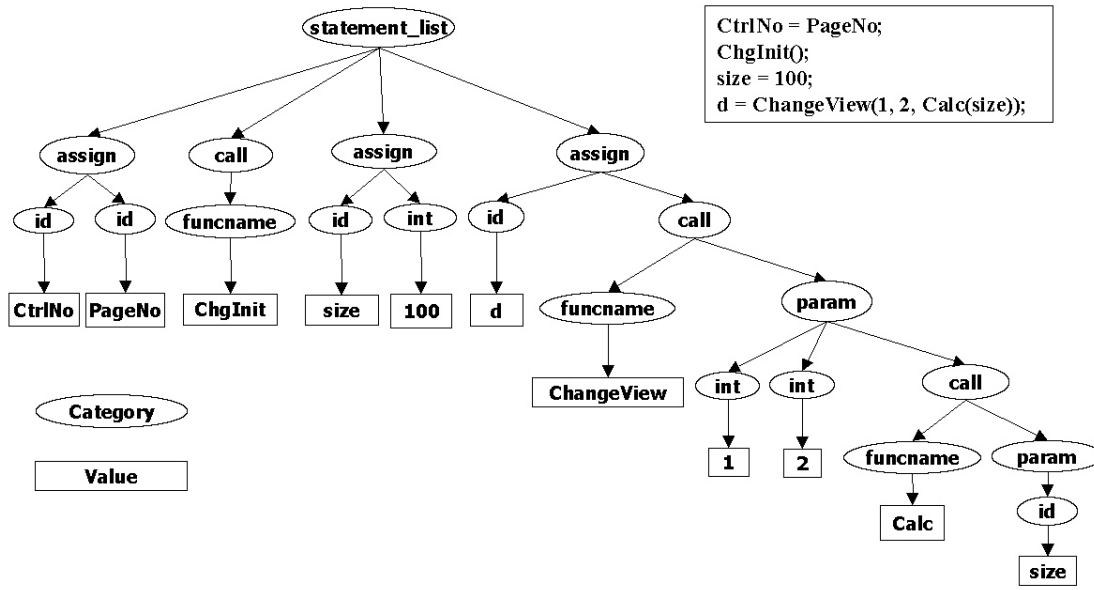 statement_list
CtrlNo = PageNo;
ChgInit();
size = 100;
d = ChangeView(1, 2, Calc(size));
assign call assign assign
id id funcname id int id call
CtrlNo PageNo ChgInit size 100 d funcname param
ChangeView int int call
Category
1 2 funcname param
Value
Calc id
size